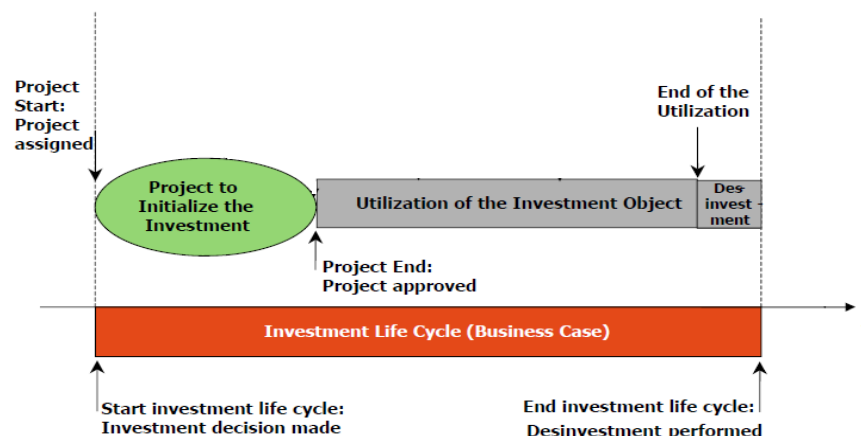 Project
Start:
Project
assigned
End of the
Utilization
Project to
Initialize the
Investment
Utilization of the Investment Object
Des-
invest -
ment
Project End:
Project approved
Investment Life Cycle (Business Case)
Start investment life cycle:
Investment decision made
End investment life cycle:
Desinvestment performed